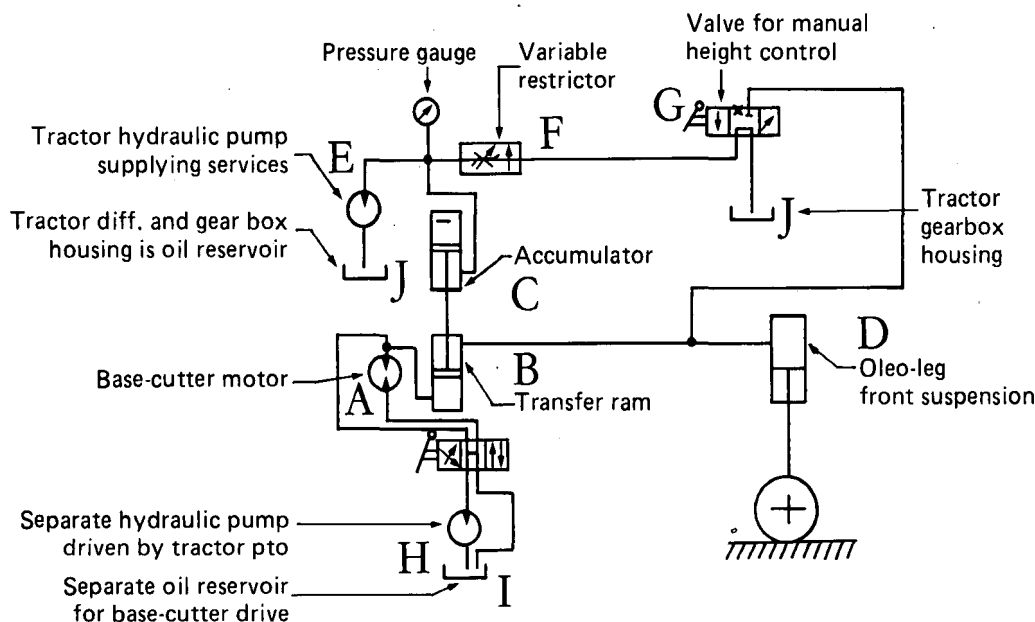 Pressure gauge
Variable
restrictor
Valve for manual
height control
G
F
Tractor hydraulic pump
supplying services
E
Tractor diff. and gear box
housing is oil reservoir
J
Accumulator
C
J
Tractor
gearbox
housing
Base-cutter motor
A
B
Transfer ram
D
Oleo-leg
front suspension
Separate hydraulic pump
driven by tractor pto
H
Separate oil reservoir
for base-cutter drive
I